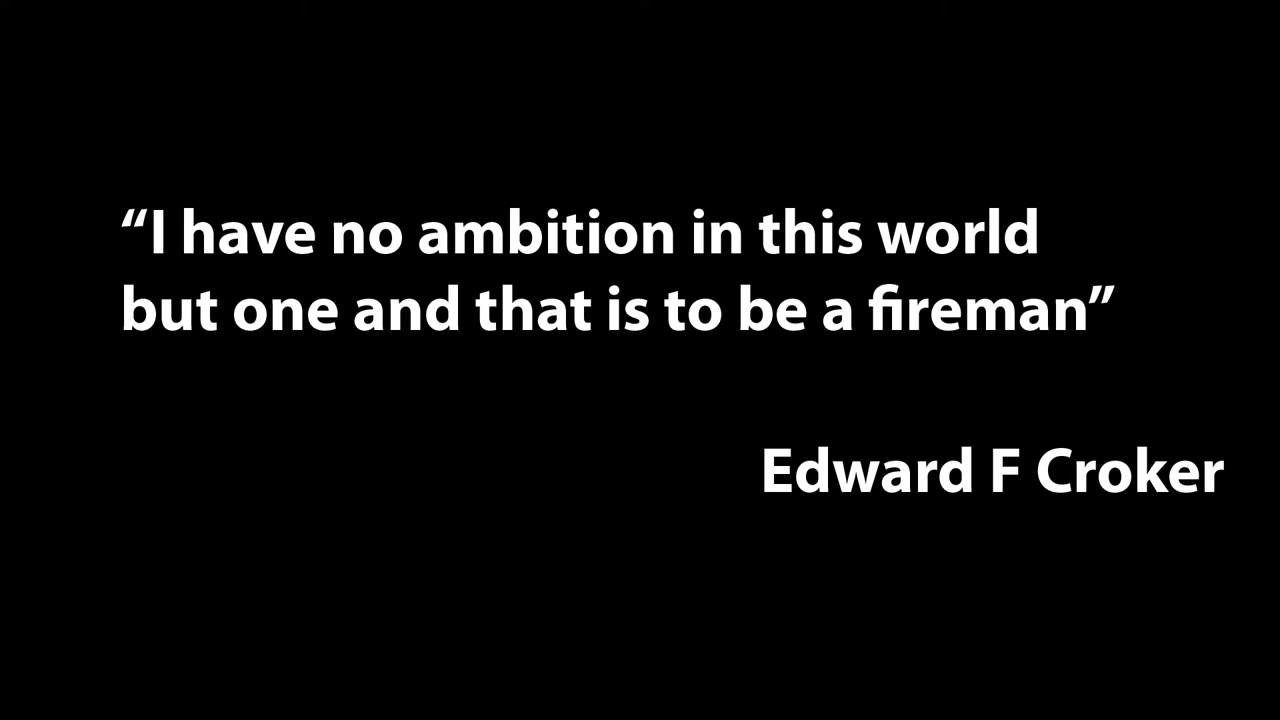 “I have no ambition in this world
but one and that is to be a fireman”
Edward F Croker